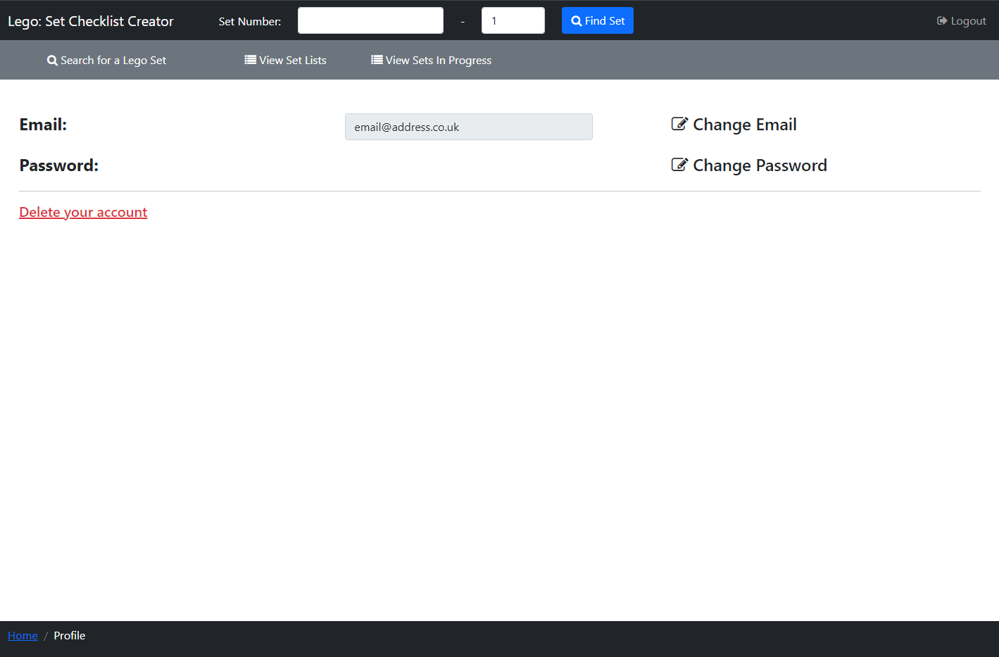 Lego: Set Checklist Creator Set Number: - 1 Find Set Logout
Search for a Lego Set View Set Lists View Sets In Progress
Email: email@address.co.uk Change Email
Password: Change Password
Delete your account
Home / Profile